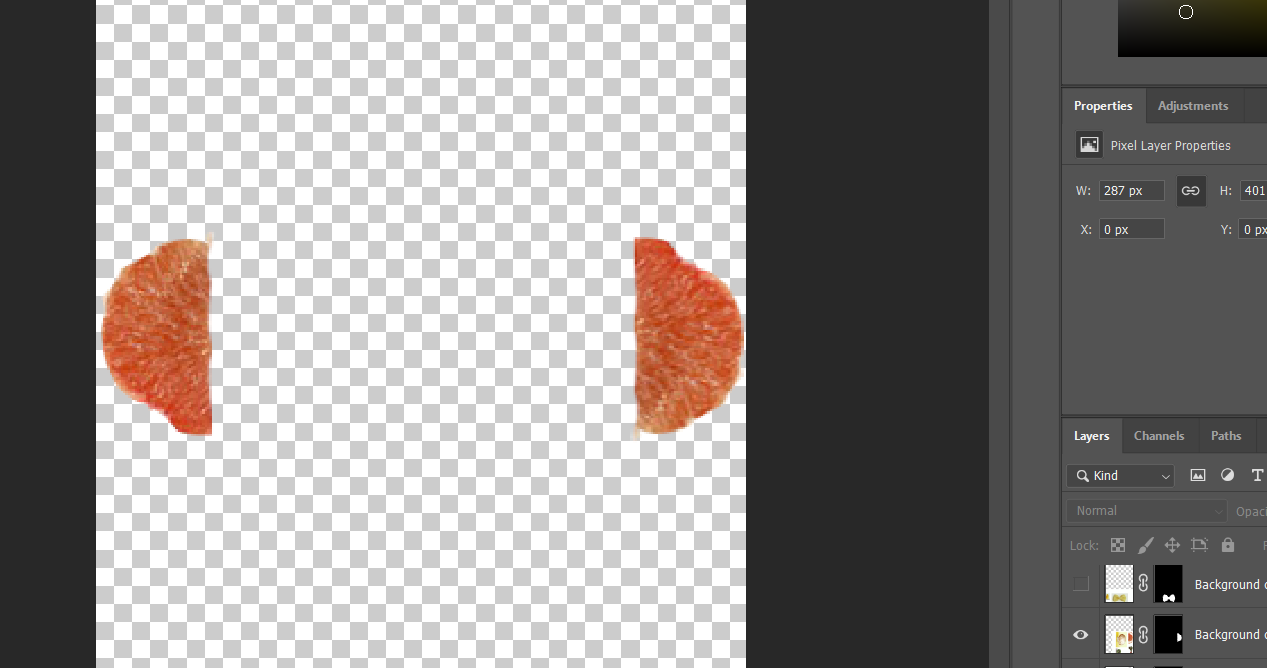 Properties Adjustments
Pixel Layer Properties
W: 287 px H: 401
X: 0 px Y: 0 px
Layers Channels Paths
Kind T
Normal Opaci
Lock:
Background
Background